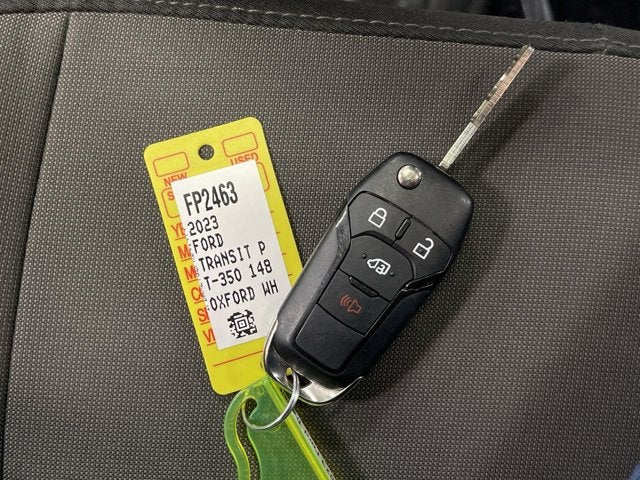 NEW USED
FP2463
2023
FORD
TRANSIT P
T-350 148
OXFORD WH